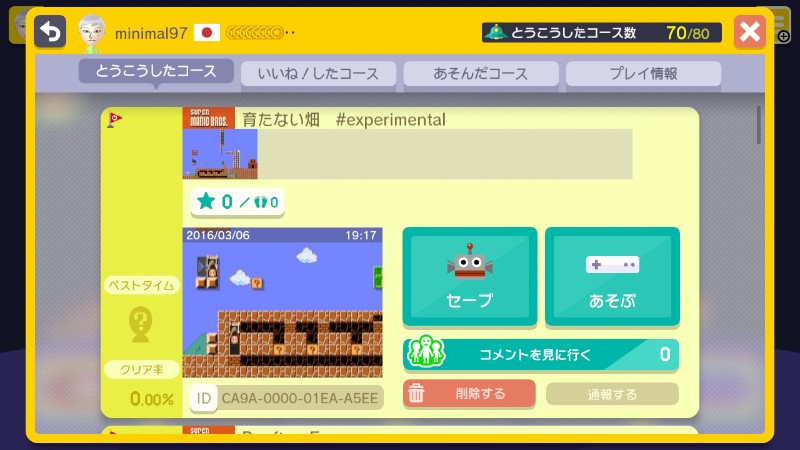 minimal97
とうこうしたコース数 70/80
とうこうしたコース
いいね！したコース
あそんだコース
プレイ情報
SUPER MARIO BROS.
育たない畑 #experimental
0 / 0
2016/03/06 19:17
ベストタイム
?
クリア率
0.00%
セーブ
あそぶ
コメントを見に行く 0
ID CA9A-0000-01EA-A5EE
削除する
通報する
SUPER